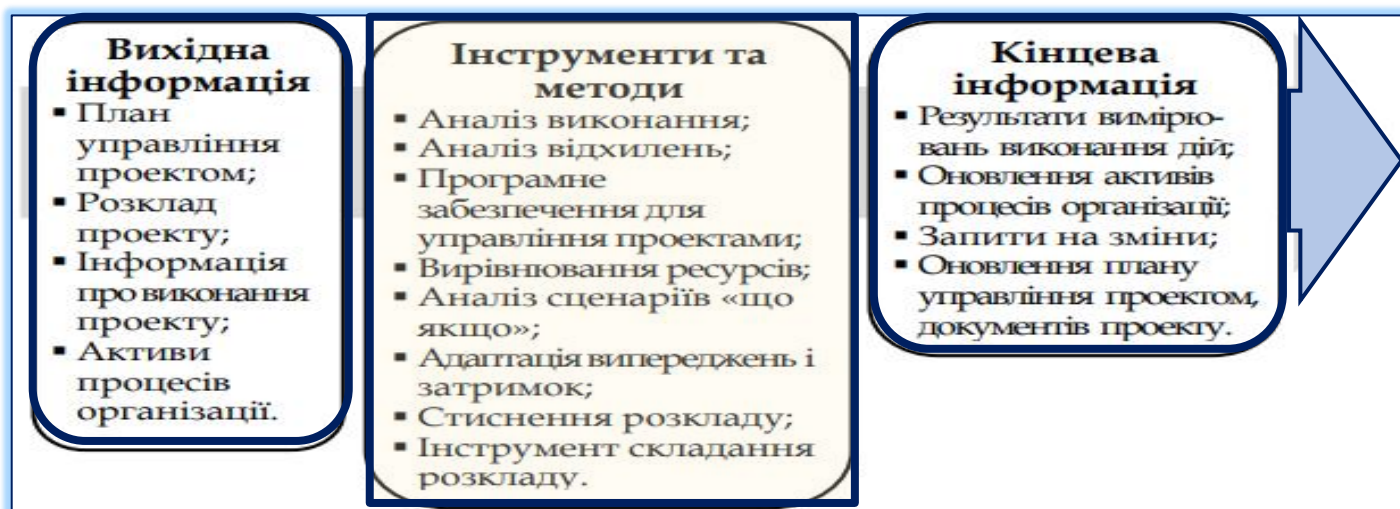 Вихідна
інформація
▪ План
управління
проектом;
▪ Розклад
проекту;
▪ Інформація
про виконання
проекту;
▪ Активи
процесів
організації.
Інструменти та
методи
▪ Аналіз виконання;
▪ Аналіз відхилень;
▪ Програмне
забезпечення для
управління проектами;
▪ Вирівнювання ресурсів;
▪ Аналіз сценаріїв «що
якщо»;
▪ Адаптація випереджень і
затримок;
▪ Стиснення розкладу;
▪ Інструмент складання
розкладу.
Кінцева
інформація
▪ Результати вимірю-
вань виконання дій;
▪ Оновлення активів
процесів організації;
▪ Запити на зміни;
▪ Оновлення плану
управління проектом,
документів проекту.